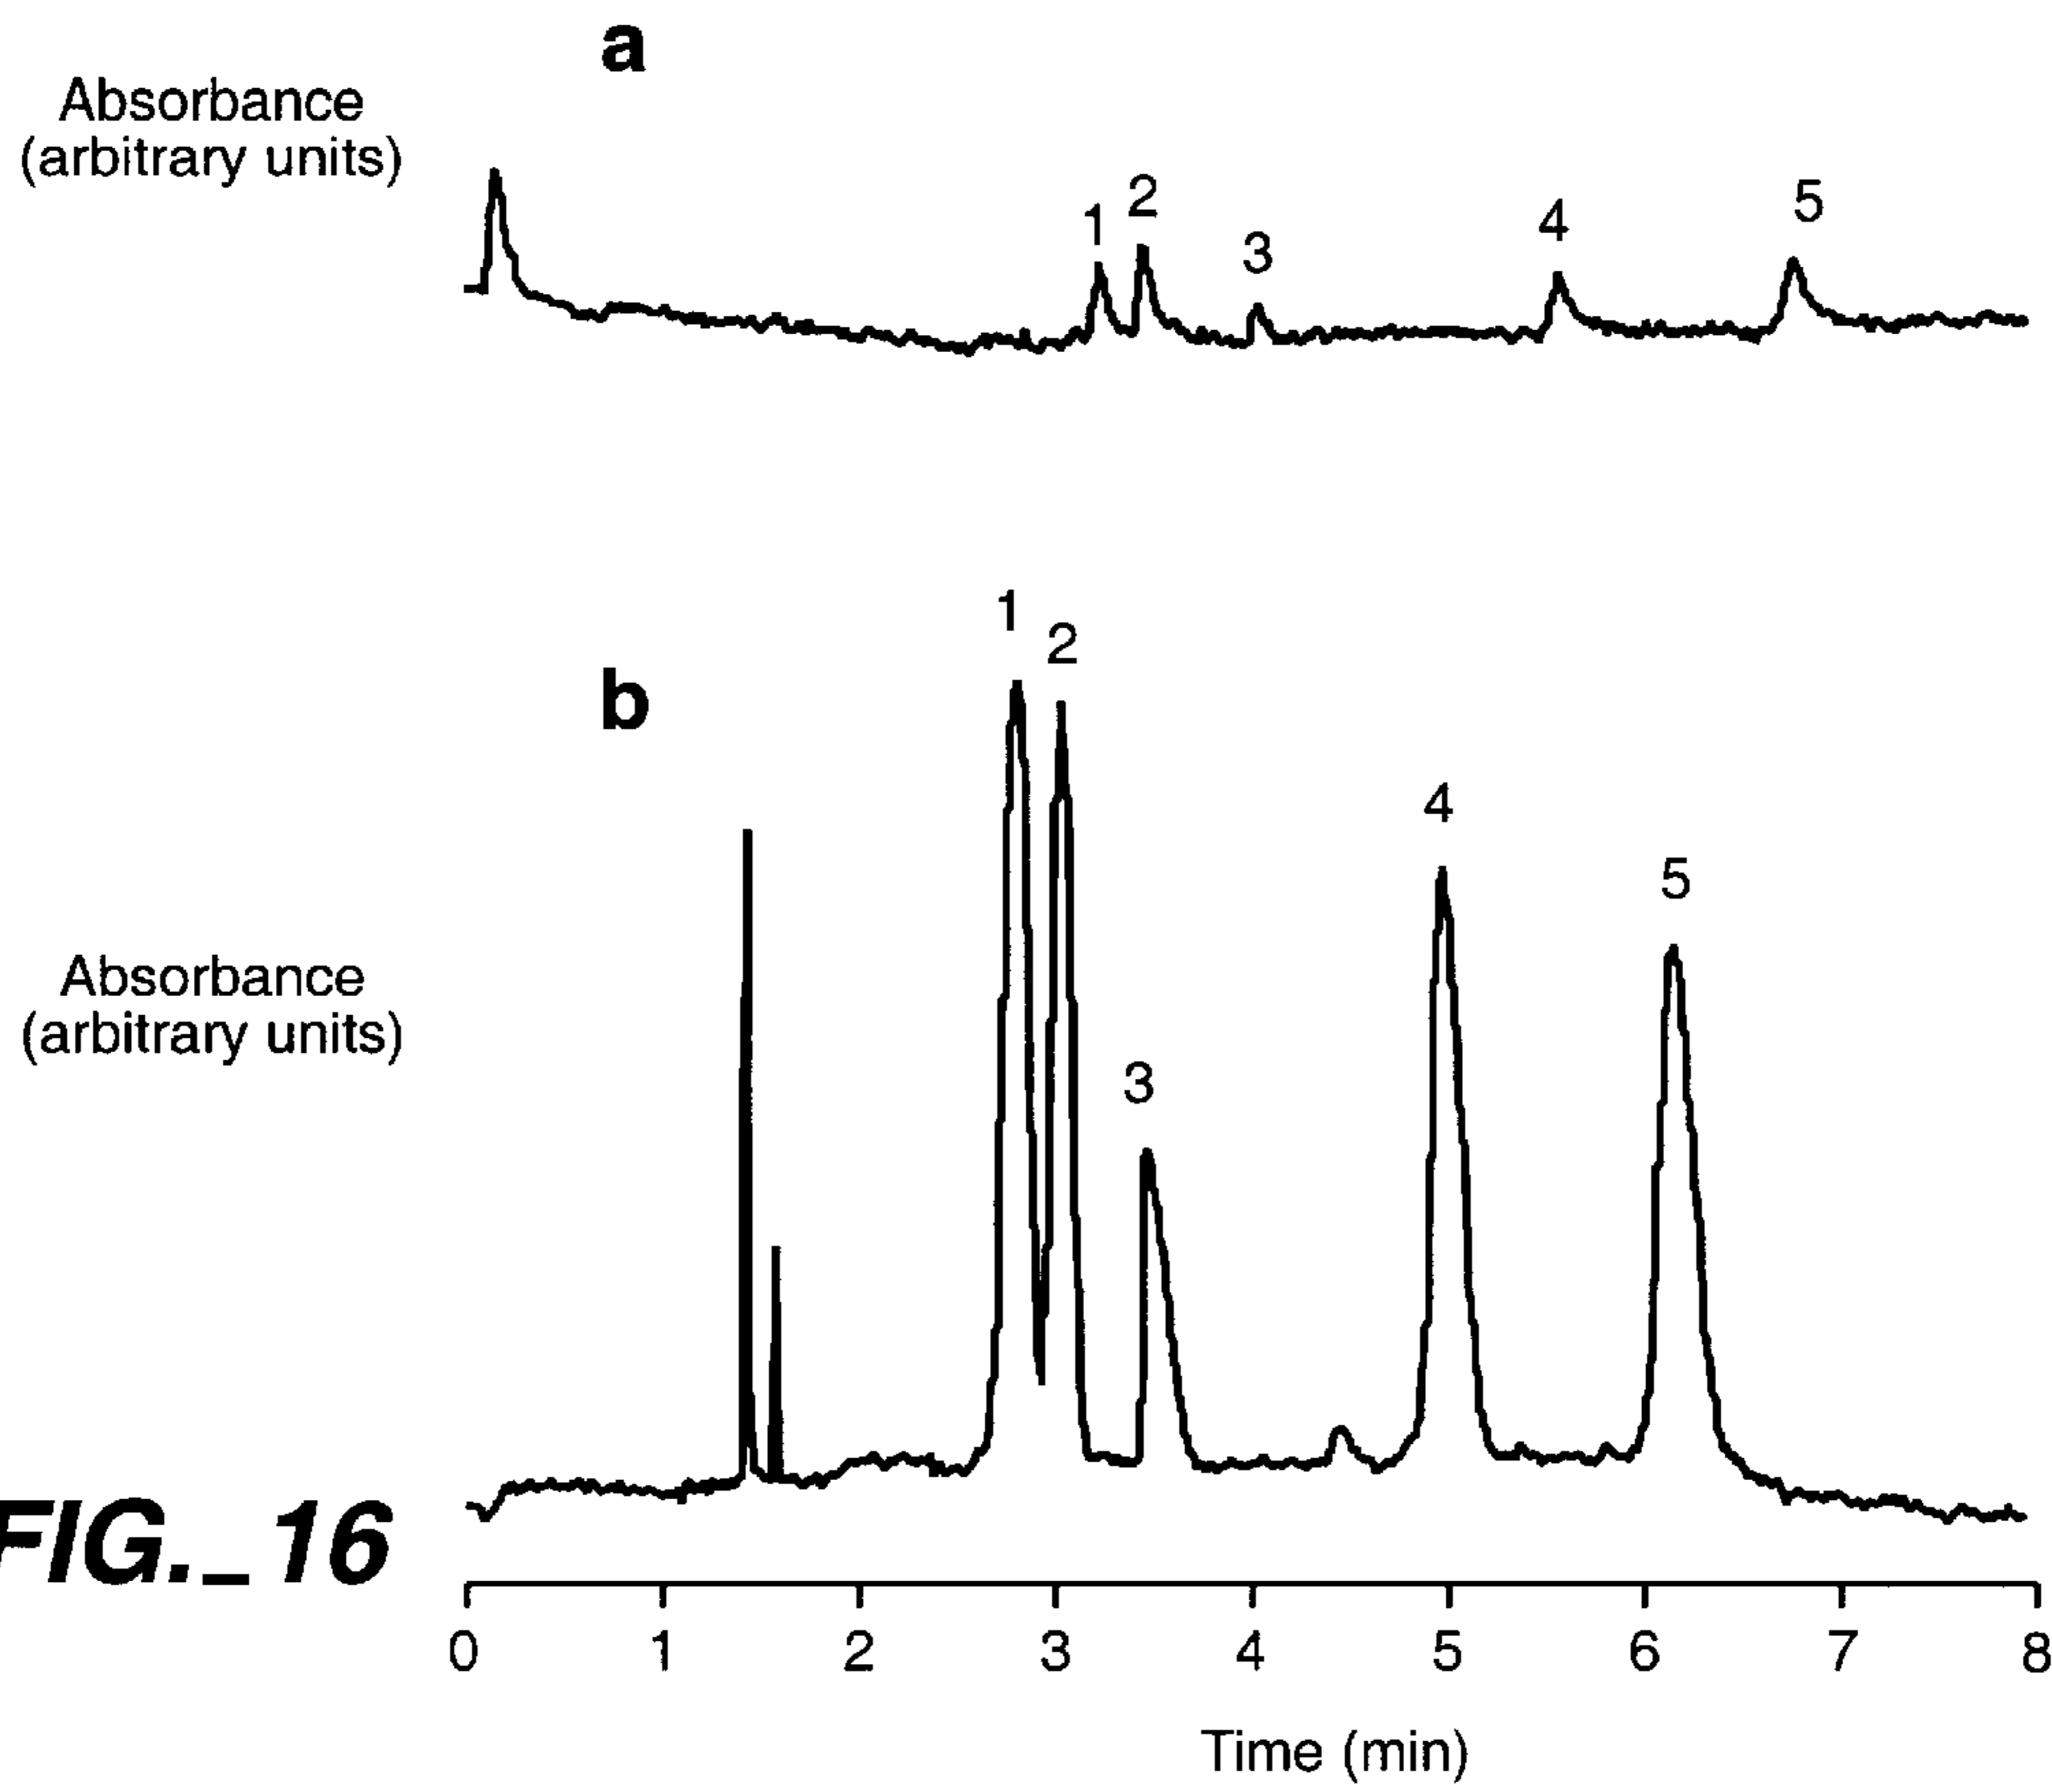 a
Absorbance
(arbitrary units)
1 2 3 4 5
b
1 2 3 4 5
Absorbance
(arbitrary units)
FIG._16
0 1 2 3 4 5 6 7 8
Time (min)